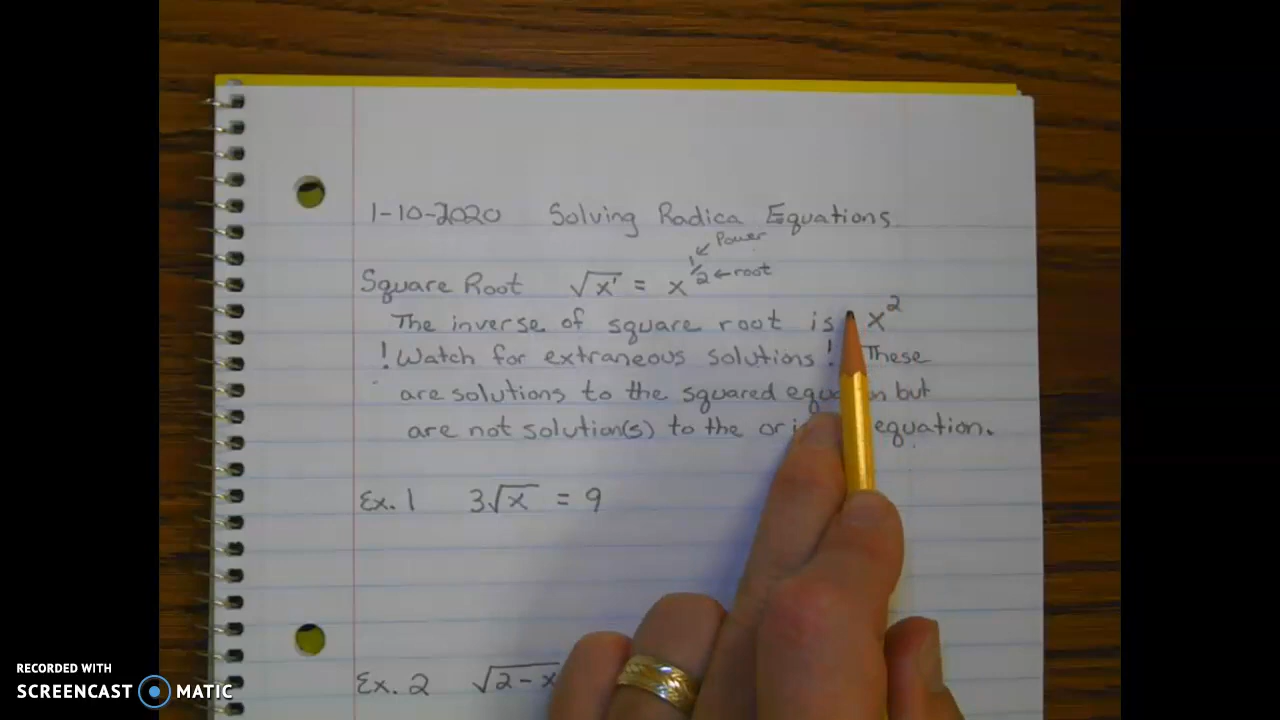 1-10-2020 Solving Radica Equations
Power
Square Root √x = x^1/2 ← root
The inverse of square root is x²
! Watch for extraneous solutions! These
are solutions to the squared but
are not solution(s) to the equation.
Ex. 1 3√x = 9
Ex. 2 √2-x
RECORDED WITH
SCREENCAST MATIC